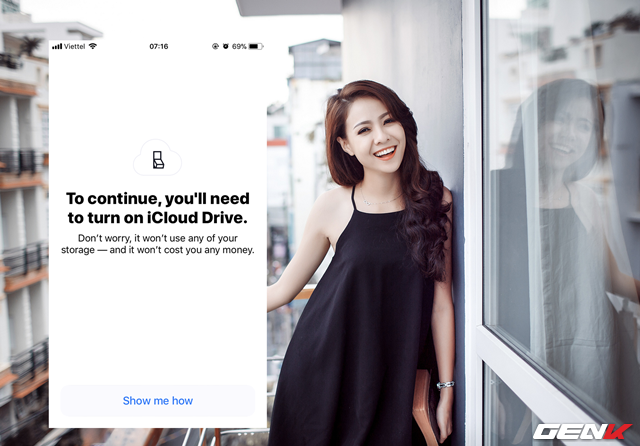 Viettel 07:16 69%
To continue, you'll need
to turn on iCloud Drive.
Don't worry, it won't use any of your
storage — and it won't cost you any money.
Show me how
GENK